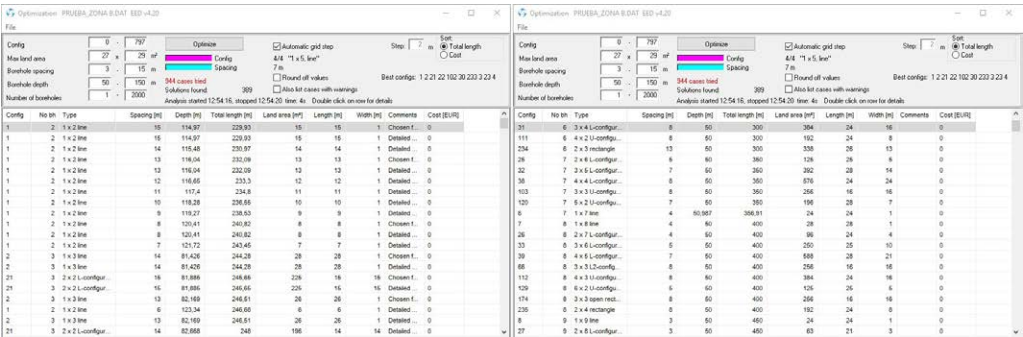 Optimization PRUEBA_ZONA B.DAT EED v4.20
File
Config 0 - 797 Optimize Automatic grid step Step: 2 m Sort: Total length Cost
Max land area 27 x 29 m² Config 4/4 "1 x 5, line"
Borehole spacing 3 - 15 m Spacing 7 m
Borehole depth 50 - 150 m 944 cases tried Round off values Best configs: 1 2 21 22 102 30 233 3 23 4
Number of boreholes 1 - 2000 Solutions found: 389 Also list cases with warnings
Analysis started 12:54:16, stopped 12:54:20 time: 4s Double click on row for details
Config No bh Type Spacing [m] Depth [m] Total length [m] Land area [m²] Length [m] Width [m] Comments Cost [EUR]
1 2 1 x 2 line 15 114,97 229,93 15 15 1 Chosen f... 0
1 2 1 x 2 line 15 114,97 229,93 15 15 1 Detailed ... 0
1 2 1 x 2 line 14 115,48 230,97 14 14 1 Detailed ... 0
1 2 1 x 2 line 13 116,04 232,09 13 13 1 Chosen f... 0
1 2 1 x 2 line 13 116,04 232,09 13 13 1 Detailed ... 0
1 2 1 x 2 line 12 116,65 233,3 12 12 1 Detailed ... 0
1 2 1 x 2 line 11 117,4 234,8 11 11 1 Detailed ... 0
1 2 1 x 2 line 10 118,28 236,55 10 10 1 Detailed ... 0
1 2 1 x 2 line 9 119,27 238,53 9 9 1 Detailed ... 0
1 2 1 x 2 line 8 120,41 240,82 8 8 1 Chosen f... 0
1 2 1 x 2 line 8 120,41 240,82 8 8 1 Detailed ... 0
1 2 1 x 2 line 7 121,72 243,45 7 7 1 Detailed ... 0
2 3 1 x 3 line 14 81,426 244,28 28 28 1 Chosen f... 0
2 3 1 x 3 line 14 81,426 244,28 28 28 1 Detailed ... 0
21 3 2 x 2 L-configur... 15 81,886 245,66 225 15 15 Chosen f... 0
21 3 2 x 2 L-configur... 15 81,886 245,66 225 15 15 Detailed ... 0
2 3 1 x 3 line 13 82,169 246,51 26 26 1 Chosen f... 0
1 2 1 x 2 line 6 123,34 246,68 6 6 1 Detailed ... 0
2 3 1 x 3 line 13 82,169 246,51 26 26 1 Detailed ... 0
21 3 2 x 2 L-configur... 14 82,668 248 196 14 14 Detailed ... 0
Optimization PRUEBA_ZONA B.DAT EED v4.20
File
Config 0 - 797 Optimize Automatic grid step Step: 2 m Sort: Total length Cost
Max land area 27 x 29 m² Config 4/4 "1 x 5, line"
Borehole spacing 3 - 15 m Spacing 7 m
Borehole depth 50 - 150 m 944 cases tried Round off values Best configs: 1 2 21 22 102 30 233 3 23 4
Number of boreholes 1 - 2000 Solutions found: 389 Also list cases with warnings
Analysis started 12:54:16, stopped 12:54:20 time: 4s Double click on row for details
Config No bh Type Spacing [m] Depth [m] Total length [m] Land area [m²] Length [m] Width [m] Comments Cost [EUR]
31 6 3 x 4 L-configur... 8 50 300 384 24 16 0
111 6 4 x 2 U-configu... 8 50 300 192 24 8 0
234 6 2 x 3 rectangle 13 50 300 338 26 13 0
26 7 2 x 6 L-configur... 5 50 350 125 25 5 0
32 7 3 x 5 L-configur... 7 50 350 392 28 14 0
38 7 4 x 4 L-configur... 8 50 350 576 24 24 0
103 7 3 x 3 U-configu... 8 50 350 256 16 16 0
120 7 5 x 2 U-configu... 7 50 350 196 28 7 0
6 7 1 x 7 line 4 50,987 356,91 24 24 1 0
7 8 1 x 8 line 4 50 400 28 28 1 0
26 8 2 x 7 L-configur... 4 50 400 96 24 4 0
33 8 3 x 6 L-configur... 5 50 400 250 25 10 0
39 8 4 x 5 L-configur... 7 50 400 588 28 21 0
66 8 3 x 3 L2-config... 8 50 400 256 16 16 0
112 8 4 x 3 U-configu... 8 50 400 384 24 16 0
129 8 6 x 2 U-configu... 5 50 400 125 25 5 0
174 8 3 x 3 open rect... 8 50 400 256 16 16 0
235 8 2 x 4 rectangle 8 50 400 192 24 8 0
8 9 1 x 9 line 3 50 450 24 24 1 0
27 9 2 x 8 L-configur... 3 50 450 63 21 3 0